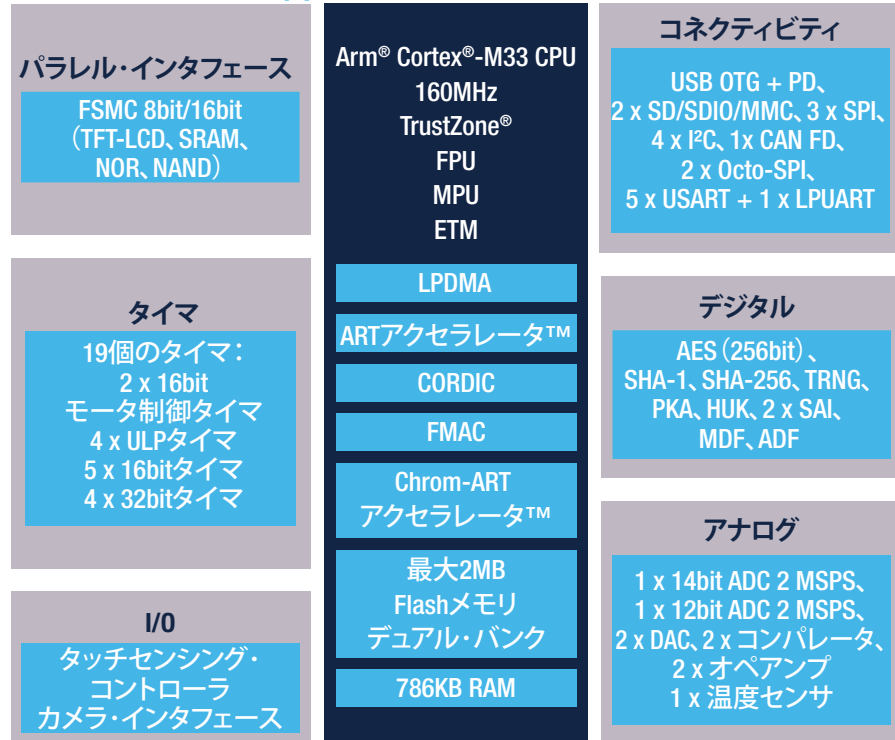 パラレル・インタフェース
FSMC 8bit/16bit
（TFT-LCD、SRAM、
NOR、NAND）
タイマ
19個のタイマ：
2 x 16bit
モータ制御タイマ
4 x ULPタイマ
5 x 16bitタイマ
4 x 32bitタイマ
I/O
タッチセンシング・
コントローラ
カメラ・インタフェース
Arm® Cortex®-M33 CPU
160MHz
TrustZone®
FPU
MPU
ETM
LPDMA
ARTアクセラレータ™
CORDIC
FMAC
Chrom-ART
アクセラレータ™
最大2MB
Flashメモリ
デュアル・バンク
786KB RAM
コネクティビティ
USB OTG + PD、
2 x SD/SDIO/MMC、3 x SPI、
4 x I²C、1x CAN FD、
2 x Octo-SPI、
5 x USART + 1 x LPUART
デジタル
AES（256bit）、
SHA-1、SHA-256、TRNG、
PKA、HUK、2 x SAI、
MDF、ADF
アナログ
1 x 14bit ADC 2 MSPS、
1 x 12bit ADC 2 MSPS、
2 x DAC、2 x コンパレータ、
2 x オペアンプ
1 x 温度センサ